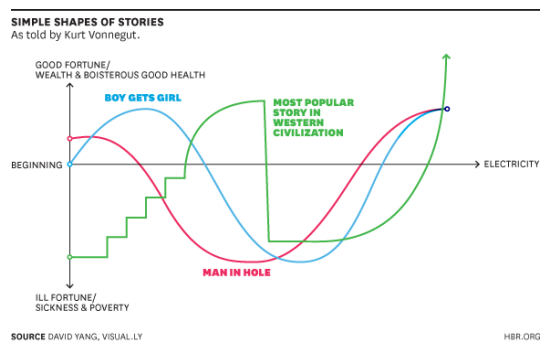 SIMPLE SHAPES OF STORIES
As told by Kurt Vonnegut.
GOOD FORTUNE/
WEALTH & BOISTEROUS GOOD HEALTH
BOY GETS GIRL
MOST POPULAR
STORY IN
WESTERN
CIVILIZATION
BEGINNING
ELECTRICITY
MAN IN HOLE
ILL FORTUNE/
SICKNESS & POVERTY
SOURCE DAVID YANG, VISUAL.LY
HBR.ORG